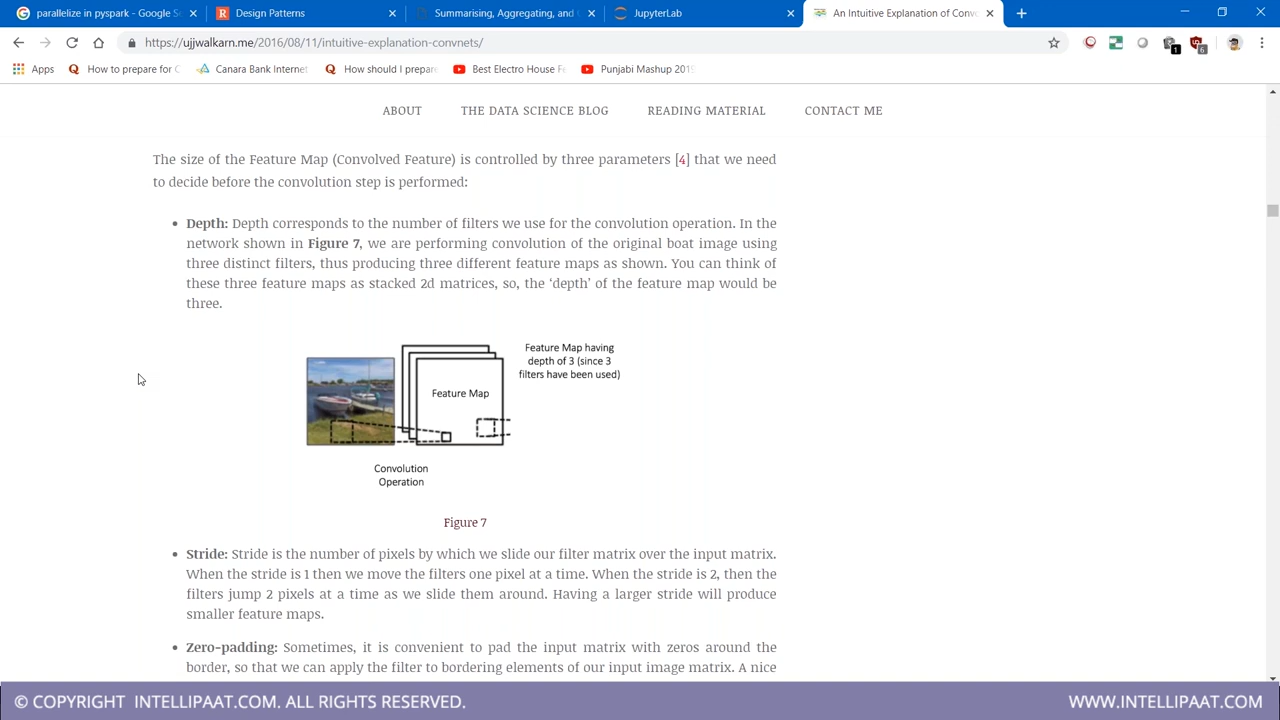 parallelize in pyspark - Google S
Design Patterns
Summarising, Aggregating, and
JupyterLab
An Intuitive Explanation of Conv
https://ujjwalkarn.me/2016/08/11/intuitive-explanation-convnets/
1
6
Apps
How to prepare for
Canara Bank Internet
How should I prepare
Best Electro House
Punjabi Mashup 2019
ABOUT
THE DATA SCIENCE BLOG
READING MATERIAL
CONTACT ME
The size of the Feature Map (Convolved Feature) is controlled by three parameters [4] that we need
to decide before the convolution step is performed:
• Depth: Depth corresponds to the number of filters we use for the convolution operation. In the
network shown in Figure 7, we are performing convolution of the original boat image using
three distinct filters, thus producing three different feature maps as shown. You can think of
these three feature maps as stacked 2d matrices, so, the ‘depth’ of the feature map would be
three.
Feature Map having
depth of 3 (since 3
filters have been used)
Feature Map
Convolution
Operation
Figure 7
• Stride: Stride is the number of pixels by which we slide our filter matrix over the input matrix.
When the stride is 1 then we move the filters one pixel at a time. When the stride is 2, then the
filters jump 2 pixels at a time as we slide them around. Having a larger stride will produce
smaller feature maps.
• Zero-padding: Sometimes, it is convenient to pad the input matrix with zeros around the
border, so that we can apply the filter to bordering elements of our input image matrix. A nice
© COPYRIGHT INTELLIPAAT.COM. ALL RIGHTS RESERVED.
WWW.INTELLIPAAT.COM